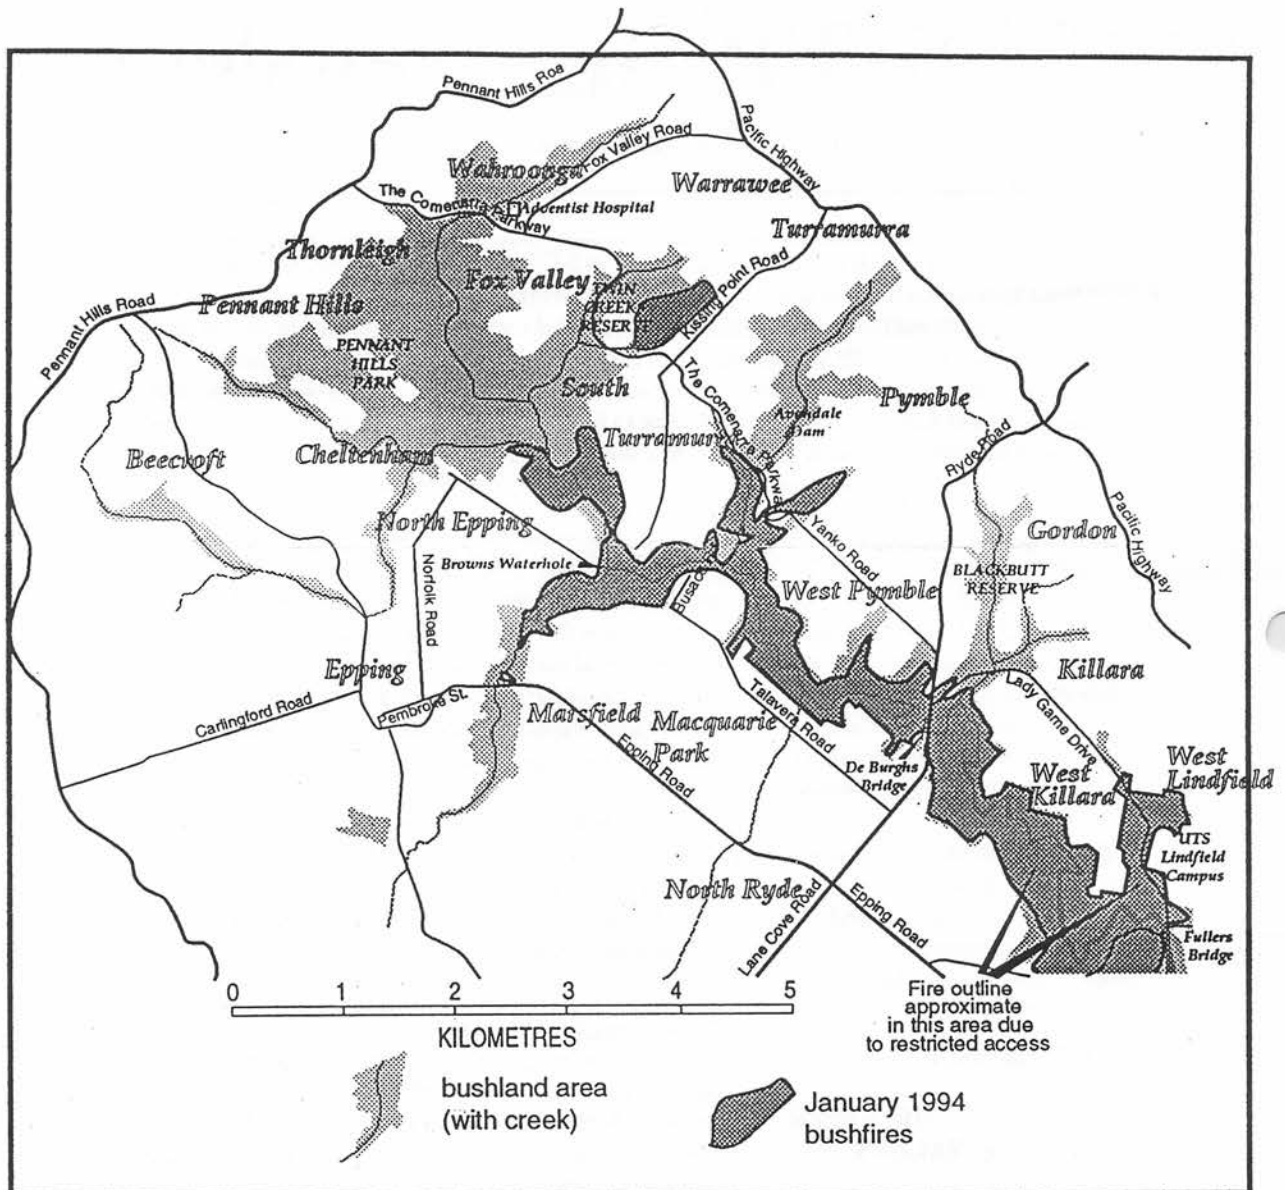 Pennant Hills Roa
Pacific Highway
Fox Valley Road
Wahroonga
Warrawee
The Comenarra Parkway
Adventist Hospital
Turramurra
Thornleigh
Fox Valley
Kissing Point Road
TWIN
CREEK
RESERVE
Pennant Hills Road
Pennant Hills
PENNANT
HILLS
PARK
South
Turramurra
The Comenarra Parkway
Pymble
Avondale
Dam
Ryde Road
Beecroft
Cheltenham
Pacific Highway
North Epping
Yanko Road
Gordon
Norfolk Road
Browns Waterhole
Busaco
West Pymble
BLACKBUTT
RESERVE
Epping
Killara
Carlingford Road
Pembroke St.
Marsfield
Macquarie
Park
Talavera Road
Lady Game Drive
Epping Road
De Burghs
Bridge
West
Killara
West
Lindfield
UTS
Lindfield
Campus
North Ryde
Lane Cove Road
Epping Road
Fullers
Bridge
0 1 2 3 4 5
KILOMETRES
Fire outline
approximate
in this area due
to restricted access
bushland area
(with creek)
January 1994
bushfires